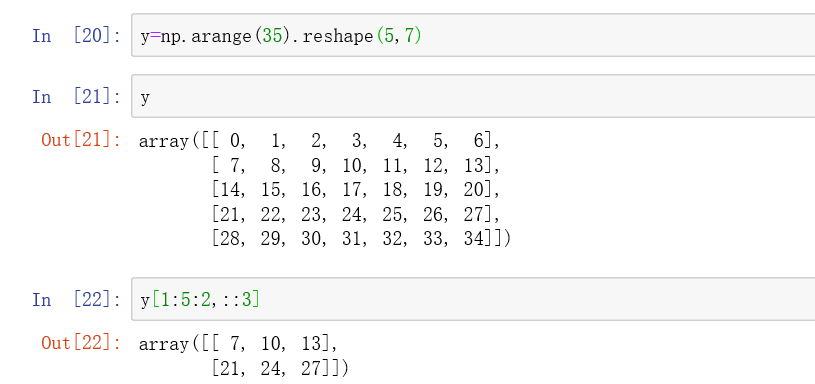 In [20]: y=np.arange(35).reshape(5,7)
In [21]: y
Out[21]: array([[ 0,  1,  2,  3,  4,  5,  6],
       [ 7,  8,  9, 10, 11, 12, 13],
       [14, 15, 16, 17, 18, 19, 20],
       [21, 22, 23, 24, 25, 26, 27],
       [28, 29, 30, 31, 32, 33, 34]])
In [22]: y[1:5:2,::3]
Out[22]: array([[ 7, 10, 13],
       [21, 24, 27]])